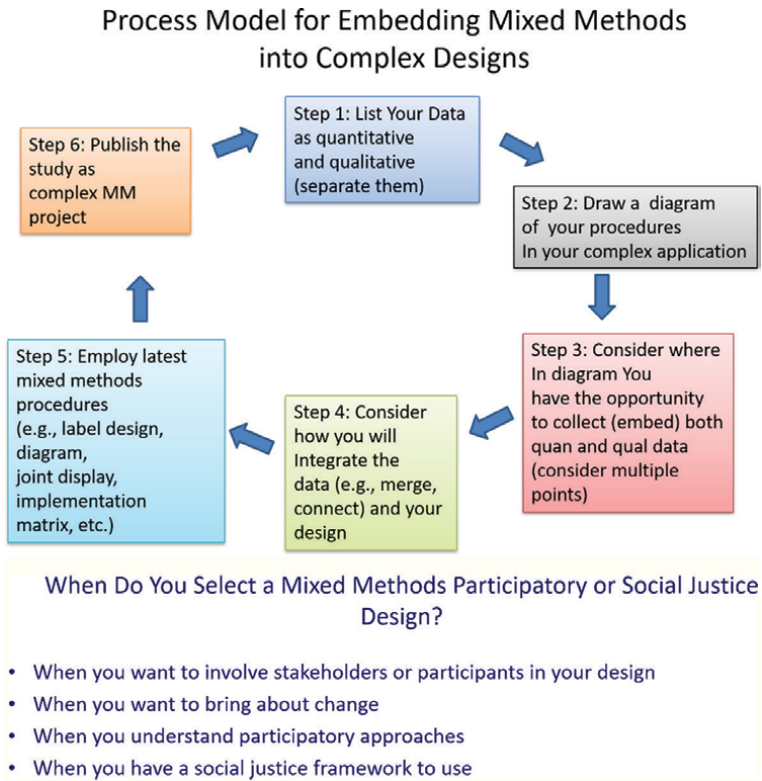 Process Model for Embedding Mixed Methods
into Complex Designs
Step 1: List Your Data
as quantitative
and qualitative
(separate them)
Step 2: Draw a diagram
of your procedures
In your complex application
Step 3: Consider where
In diagram You
have the opportunity
to collect (embed) both
quan and qual data
(consider multiple
points)
Step 4: Consider
how you will
Integrate the
data (e.g., merge,
connect) and your
design
Step 5: Employ latest
mixed methods
procedures
(e.g., label design,
diagram,
joint display,
implementation
matrix, etc.)
Step 6: Publish the
study as
complex MM
project
When Do You Select a Mixed Methods Participatory or Social Justice
Design?
• When you want to involve stakeholders or participants in your design
• When you want to bring about change
• When you understand participatory approaches
• When you have a social justice framework to use